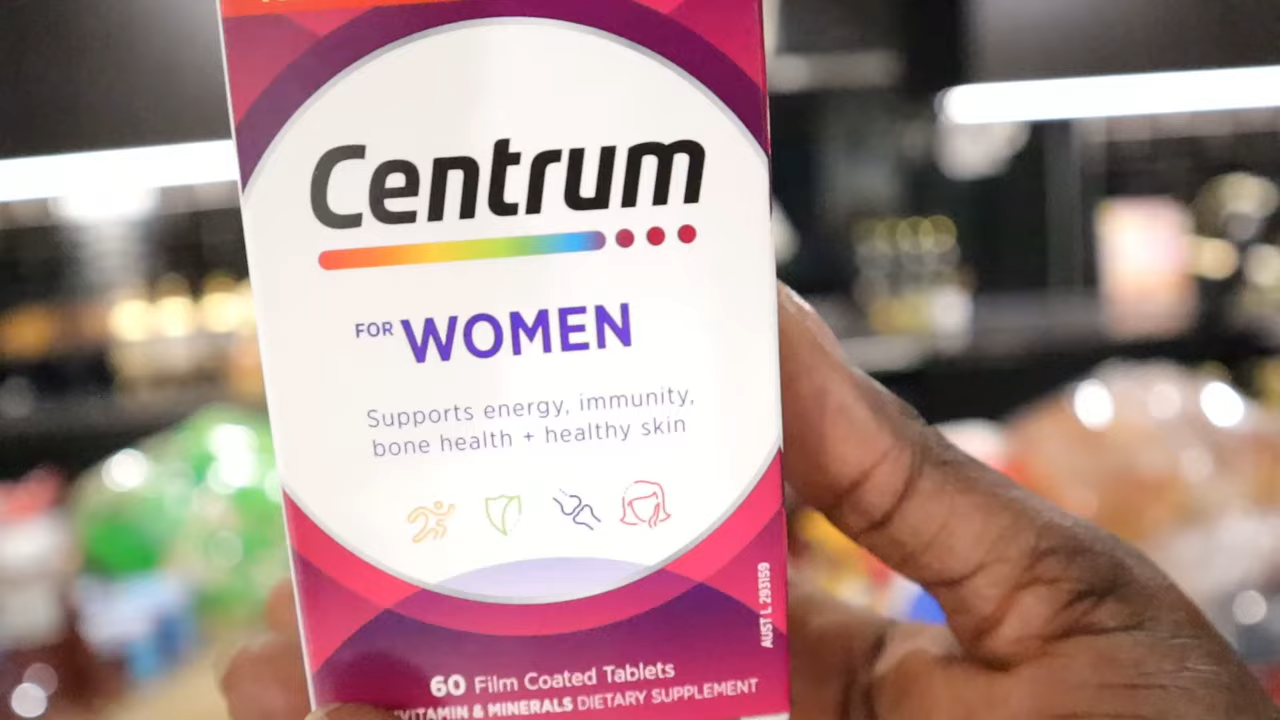 Centrum
FOR WOMEN
Supports energy, immunity,
bone health + healthy skin
AUST L 293159
60 Film Coated Tablets
VITAMIN & MINERALS DIETARY SUPPLEMENT